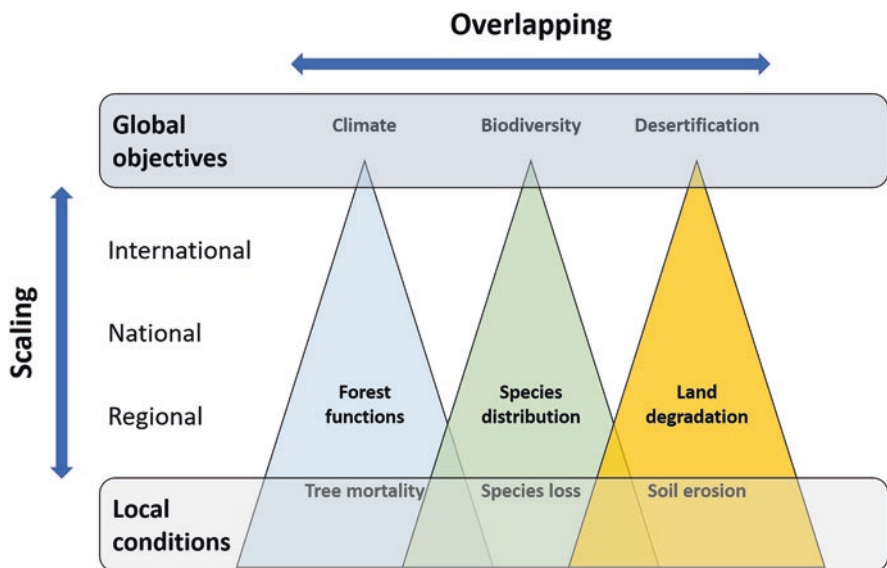 Overlapping
Global
objectives
Climate
Biodiversity
Desertification
Scaling
International
National
Regional
Forest
functions
Species
distribution
Land
degradation
Local
conditions
Tree mortality
Species loss
Soil erosion